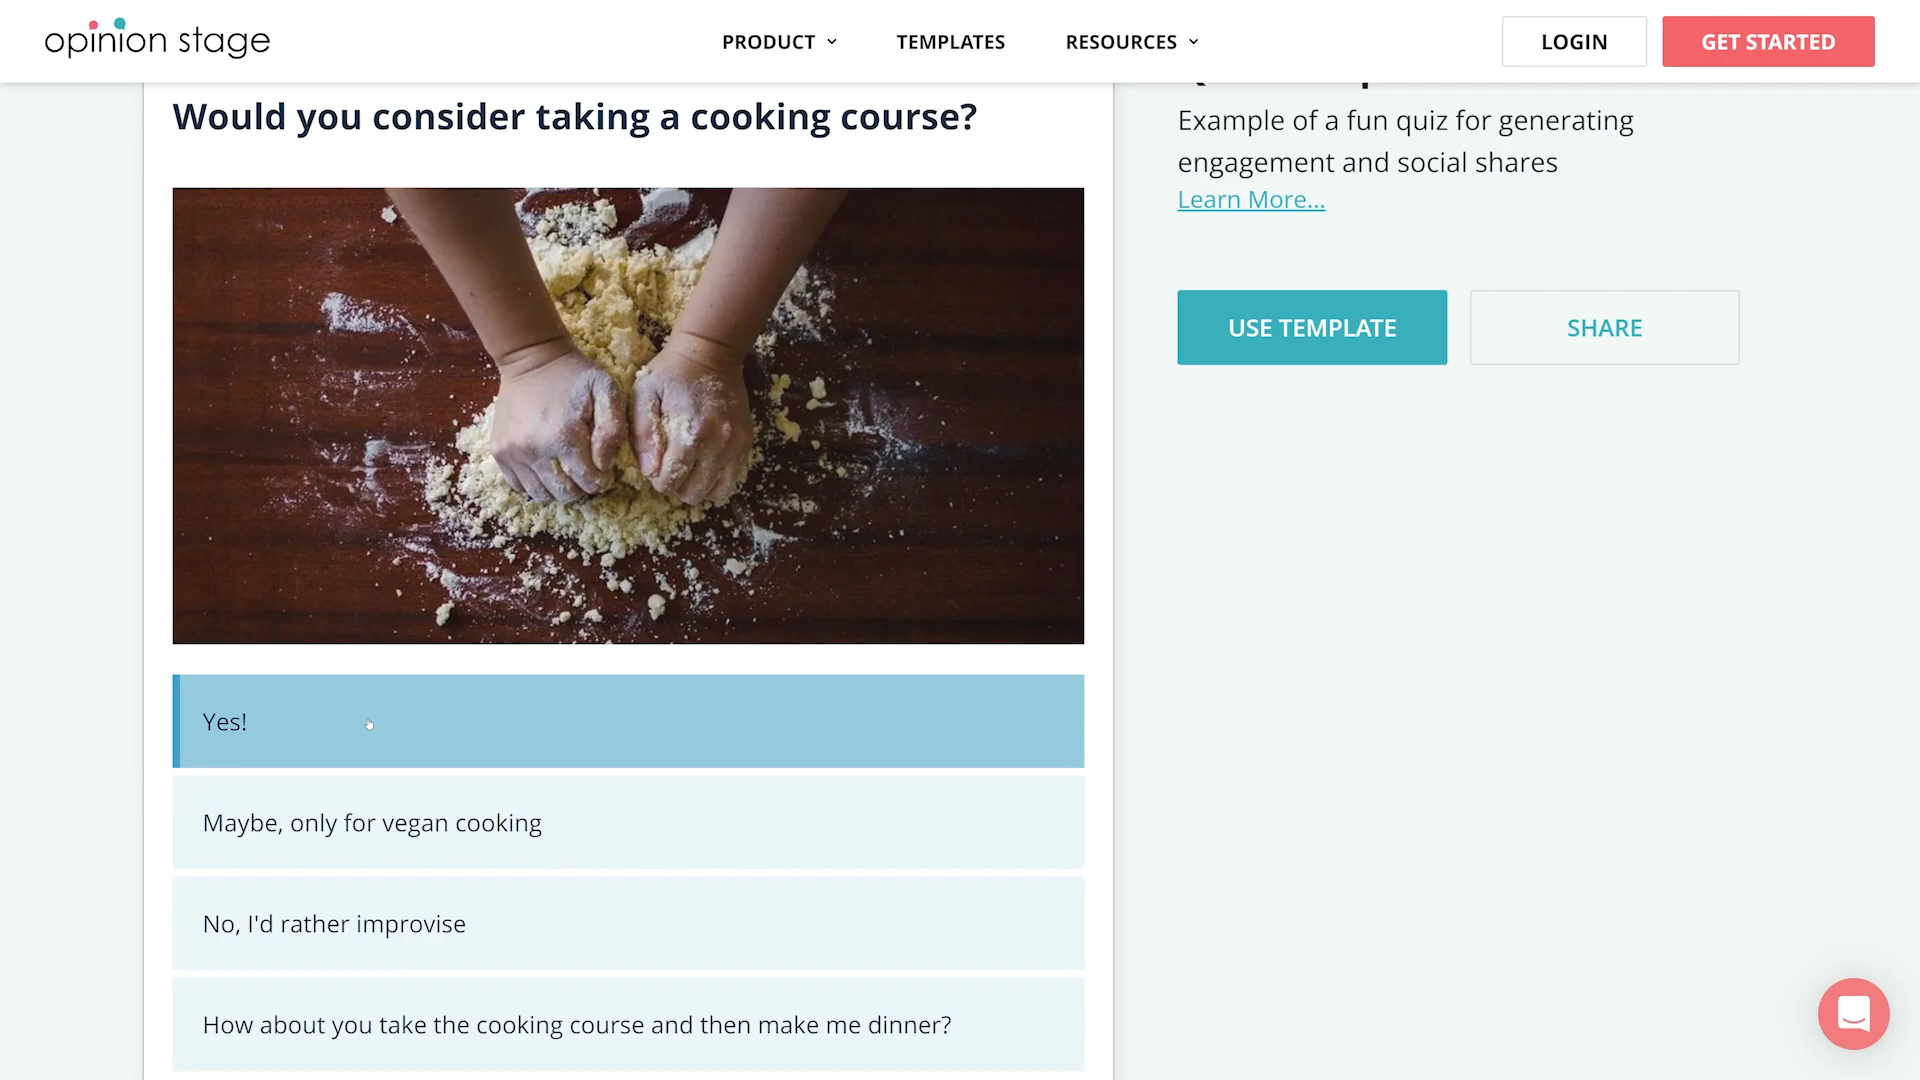 opinion stage
PRODUCT
TEMPLATES
RESOURCES
LOGIN
GET STARTED
Would you consider taking a cooking course?
Example of a fun quiz for generating
engagement and social shares
Learn More...
USE TEMPLATE
SHARE
Yes!
Maybe, only for vegan cooking
No, I'd rather improvise
How about you take the cooking course and then make me dinner?